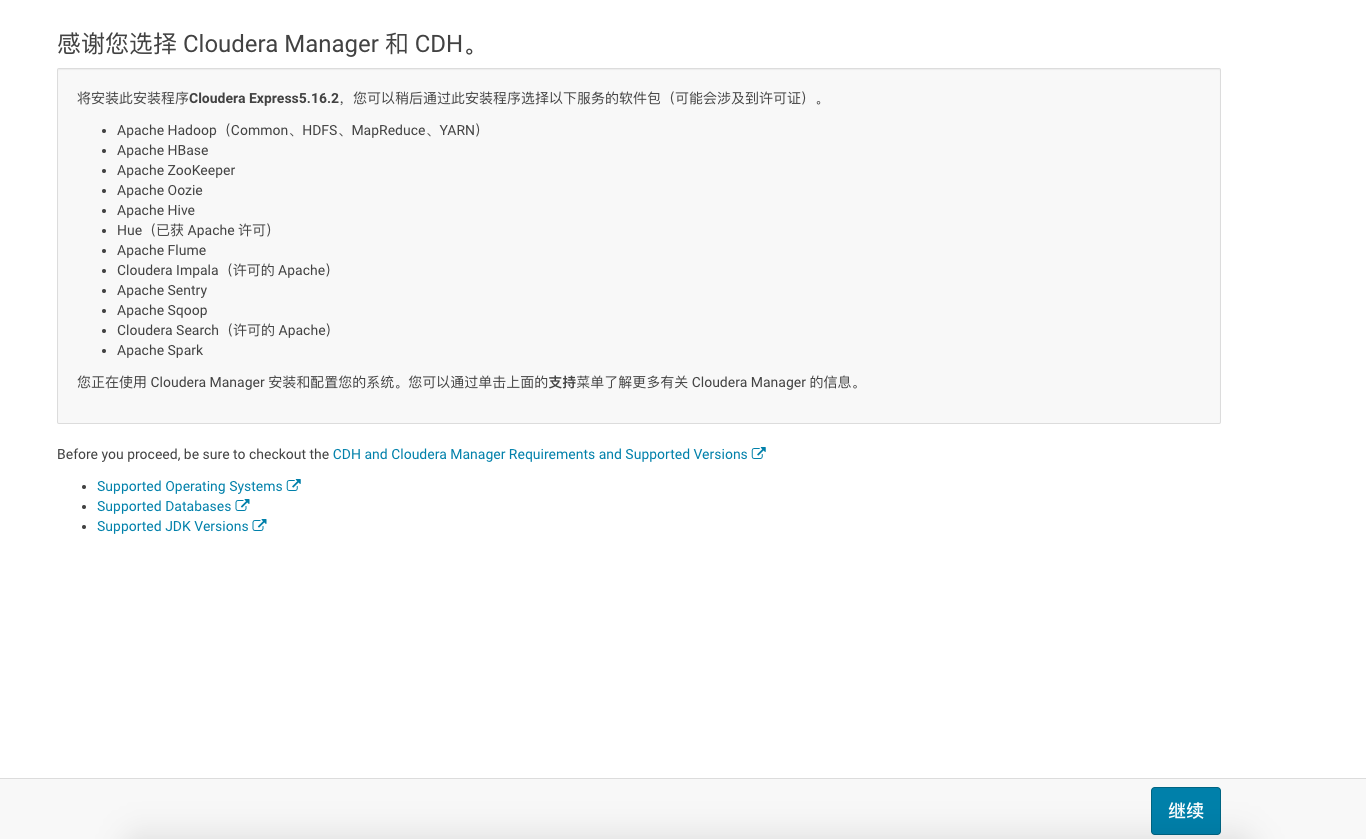 感谢您选择 Cloudera Manager 和 CDH。
将安装此安装程序Cloudera Express5.16.2，您可以稍后通过此安装程序选择以下服务的软件包（可能会涉及到许可证）。
Apache Hadoop（Common、HDFS、MapReduce、YARN）
Apache HBase
Apache ZooKeeper
Apache Oozie
Apache Hive
Hue（已获 Apache 许可）
Apache Flume
Cloudera Impala（许可的 Apache）
Apache Sentry
Apache Sqoop
Cloudera Search（许可的 Apache）
Apache Spark
您正在使用 Cloudera Manager 安装和配置您的系统。您可以通过单击上面的支持菜单了解更多有关 Cloudera Manager 的信息。
Before you proceed, be sure to checkout the CDH and Cloudera Manager Requirements and Supported Versions
Supported Operating Systems
Supported Databases
Supported JDK Versions
继续